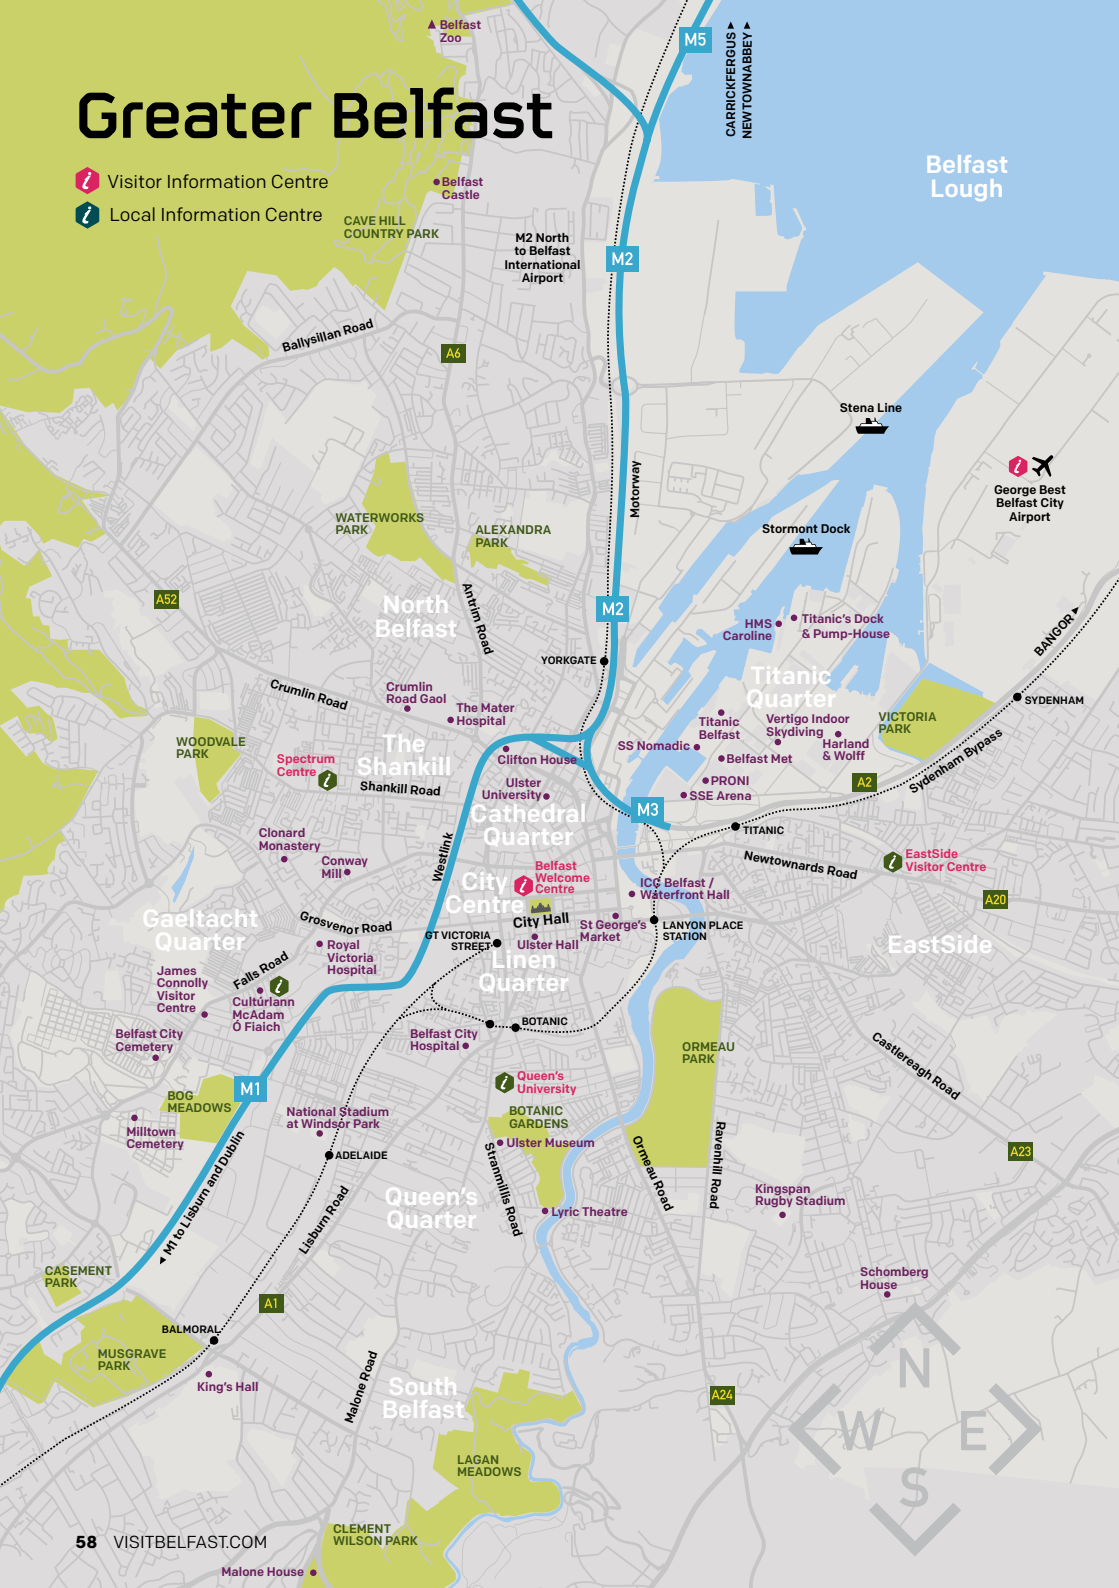 Belfast
Zoo
M5
CARRICKFERGUS
NEWTOWNABBEY
Greater Belfast
i Visitor Information Centre
i Local Information Centre
Belfast
Lough
Belfast
Castle
CAVE HILL
COUNTRY PARK
M2 North
to Belfast
International
Airport
M2
Ballysillan Road
A6
Stena Line
i
George Best
Belfast City
Airport
Motorway
WATERWORKS
PARK
ALEXANDRA
PARK
Stormont Dock
A52
North
Belfast
Antrim Road
M2
HMS
Caroline
Titanic's Dock
& Pump-House
BANGOR
YORKGATE
Titanic
Quarter
SYDENHAM
Crumlin Road
Crumlin
Road Gaol
The Mater
Hospital
VICTORIA
PARK
Titanic
Belfast
Vertigo Indoor
Skydiving
Harland
& Wolff
WOODVALE
PARK
The
Shankill
SS Nomadic
Belfast Met
Sydenham Bypass
Spectrum
Centre
i
Clifton House
Shankill Road
Ulster
University
PRONI
SSE Arena
A2
Cathedral
Quarter
M3
TITANIC
Clonard
Monastery
Conway
Mill
Westlink
Newtownards Road
i
EastSide
Visitor Centre
City
Centre
i
Belfast
Welcome
Centre
ICC Belfast /
Waterfront Hall
A20
Gaeltacht
Quarter
Grosvenor Road
City Hall
St George's
Market
LANYON PLACE
STATION
GT VICTORIA
STREET
Ulster Hall
EastSide
Royal
Victoria
Hospital
Linen
Quarter
Falls Road
James
Connolly
Visitor
Centre
i
Cultúrlann
McAdam
Ó Fiaich
BOTANIC
Belfast City
Cemetery
Belfast City
Hospital
ORMEAU
PARK
Castlereagh Road
M1
i
Queen's
University
BOG
MEADOWS
National Stadium
at Windsor Park
BOTANIC
GARDENS
Milltown
Cemetery
Ulster Museum
ADELAIDE
M1 to Lisburn and Dublin
Stranmillis Road
Ormeau Road
Ravenhill Road
A23
Lisburn Road
Queen's
Quarter
Kingspan
Rugby Stadium
Lyric Theatre
CASEMENT
PARK
Schomberg
House
A1
BALMORAL
MUSGRAVE
PARK
N
King's Hall
Malone Road
South
Belfast
A24
W
E
LAGAN
MEADOWS
S
58 VISITBELFAST.COM
CLEMENT
WILSON PARK
Malone House